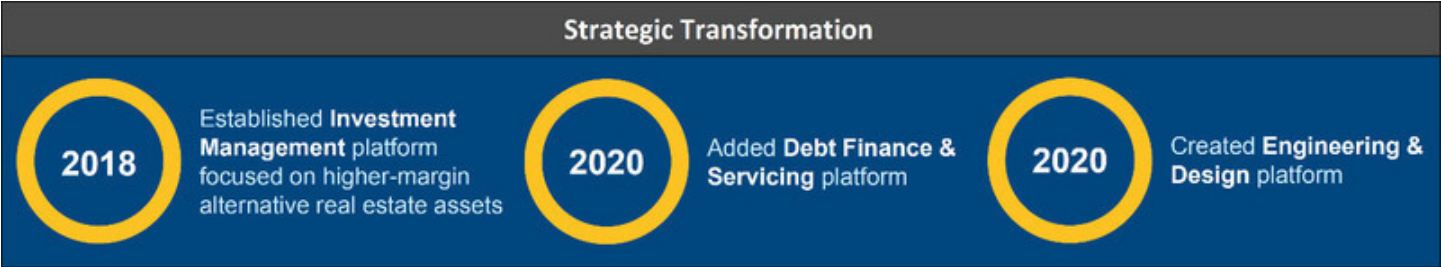 Strategic Transformation
2018
Established Investment
Management platform
focused on higher-margin
alternative real estate assets
2020
Added Debt Finance &
Servicing platform
2020
Created Engineering &
Design platform